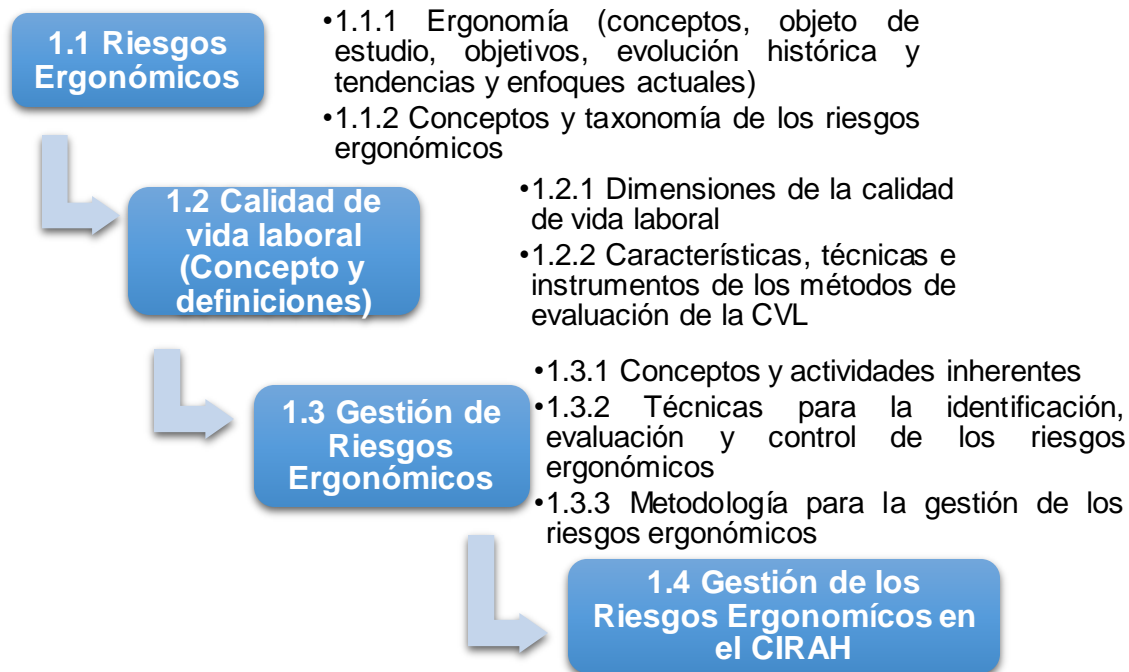 1.1 Riesgos
Ergonómicos
•1.1.1 Ergonomía (conceptos, objeto de
estudio, objetivos, evolución histórica y
tendencias y enfoques actuales)
•1.1.2 Conceptos y taxonomía de los riesgos
ergonómicos
1.2 Calidad de
vida laboral
(Concepto y
definiciones)
•1.2.1 Dimensiones de la calidad
de vida laboral
•1.2.2 Características, técnicas e
instrumentos de los métodos de
evaluación de la CVL
1.3 Gestión de
Riesgos
Ergonómicos
•1.3.1 Conceptos y actividades inherentes
•1.3.2 Técnicas para la identificación,
evaluación y control de los riesgos
ergonómicos
•1.3.3 Metodología para la gestión de los
riesgos ergonómicos
1.4 Gestión de los
Riesgos Ergonomícos en
el CIRAH